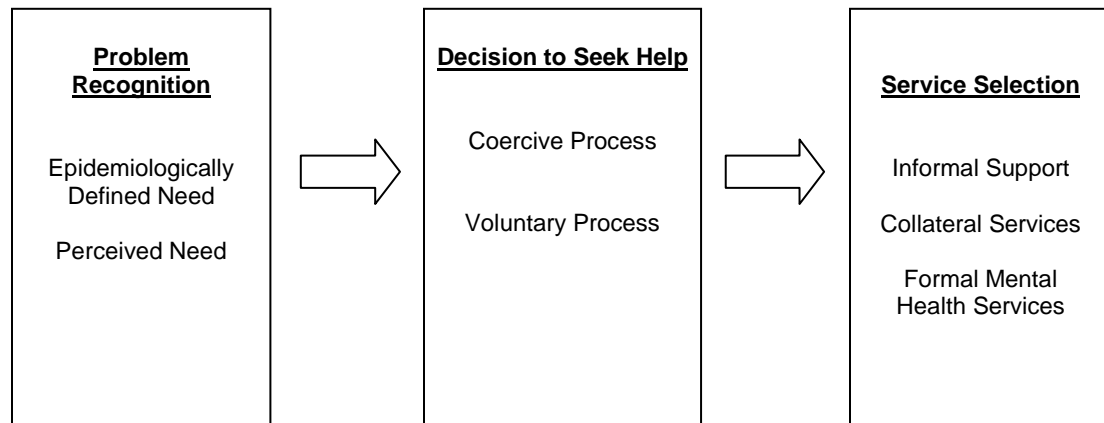 Problem
Recognition
Epidemiologically
Defined Need
Perceived Need
Decision to Seek Help
Coercive Process
Voluntary Process
Service Selection
Informal Support
Collateral Services
Formal Mental
Health Services